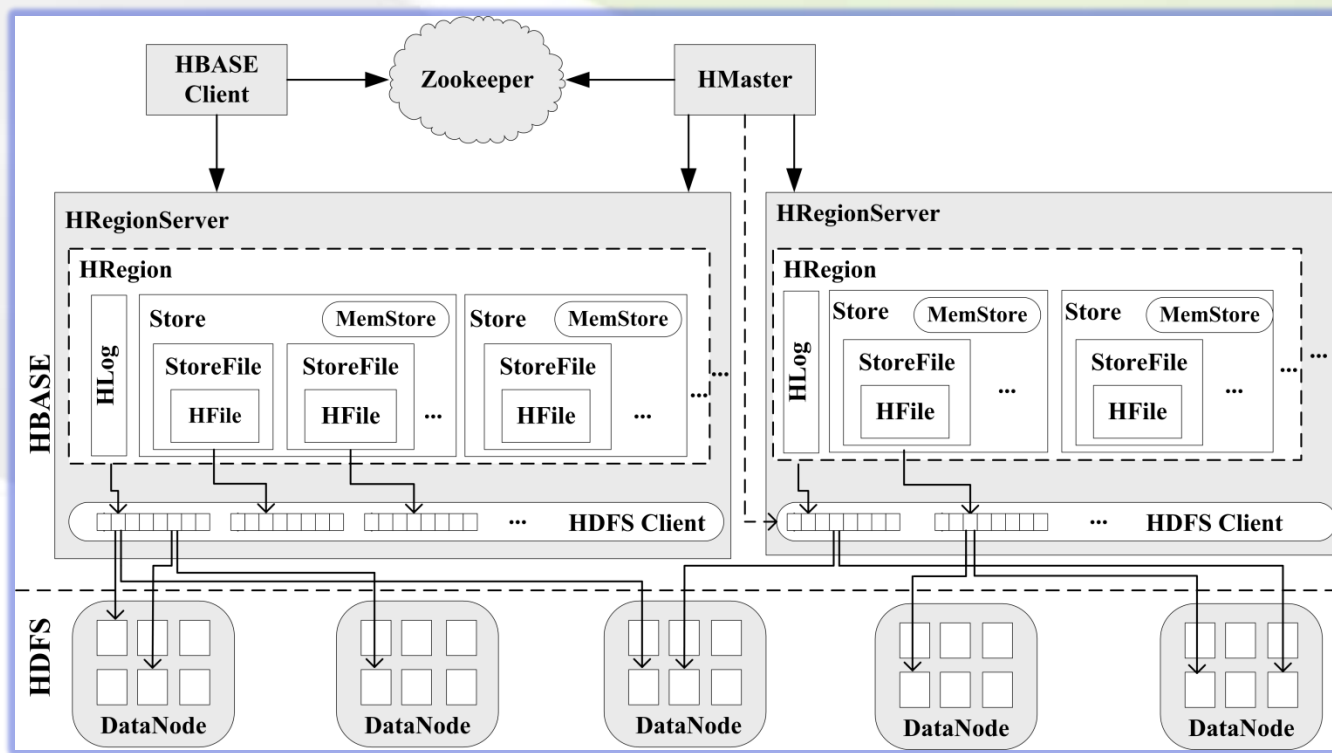 HBASE
Client
Zookeeper
HMaster
HRegionServer
HRegion
HLog
Store
MemStore
StoreFile
HFile
StoreFile
HFile
...
Store
MemStore
StoreFile
HFile
...
...
...
HDFS Client
...
HRegionServer
HRegion
HLog
Store
MemStore
StoreFile
HFile
...
Store
MemStore
StoreFile
HFile
...
...
...
HDFS Client
...
HBASE
HDFS
DataNode
DataNode
DataNode
DataNode
DataNode